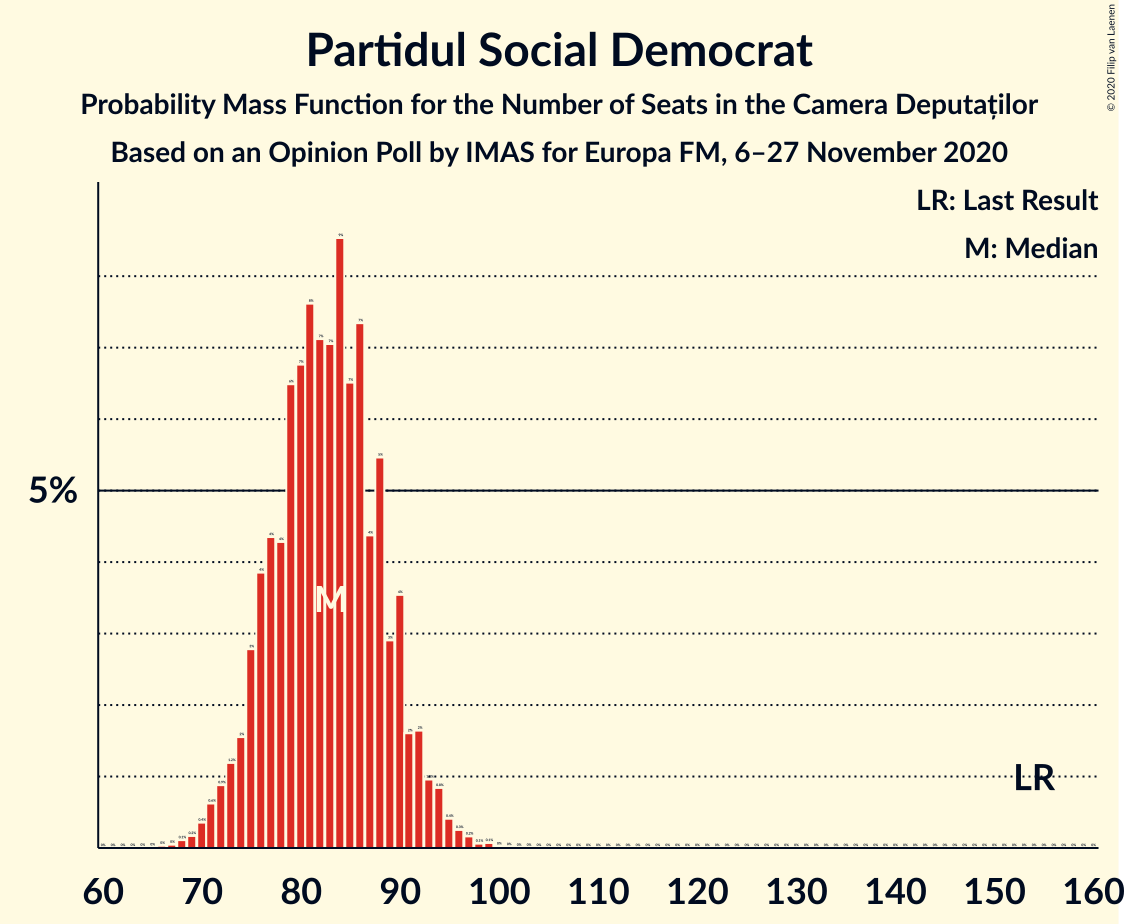 Partidul Social Democrat
Probability Mass Function for the Number of Seats in the Camera Deputaților
Based on an Opinion Poll by IMAS for Europa FM, 6–27 November 2020
© 2020 Filip van Laenen
LR: Last Result
M: Median
5%
M
LR
60 70 80 90 100 110 120 130 140 150 160